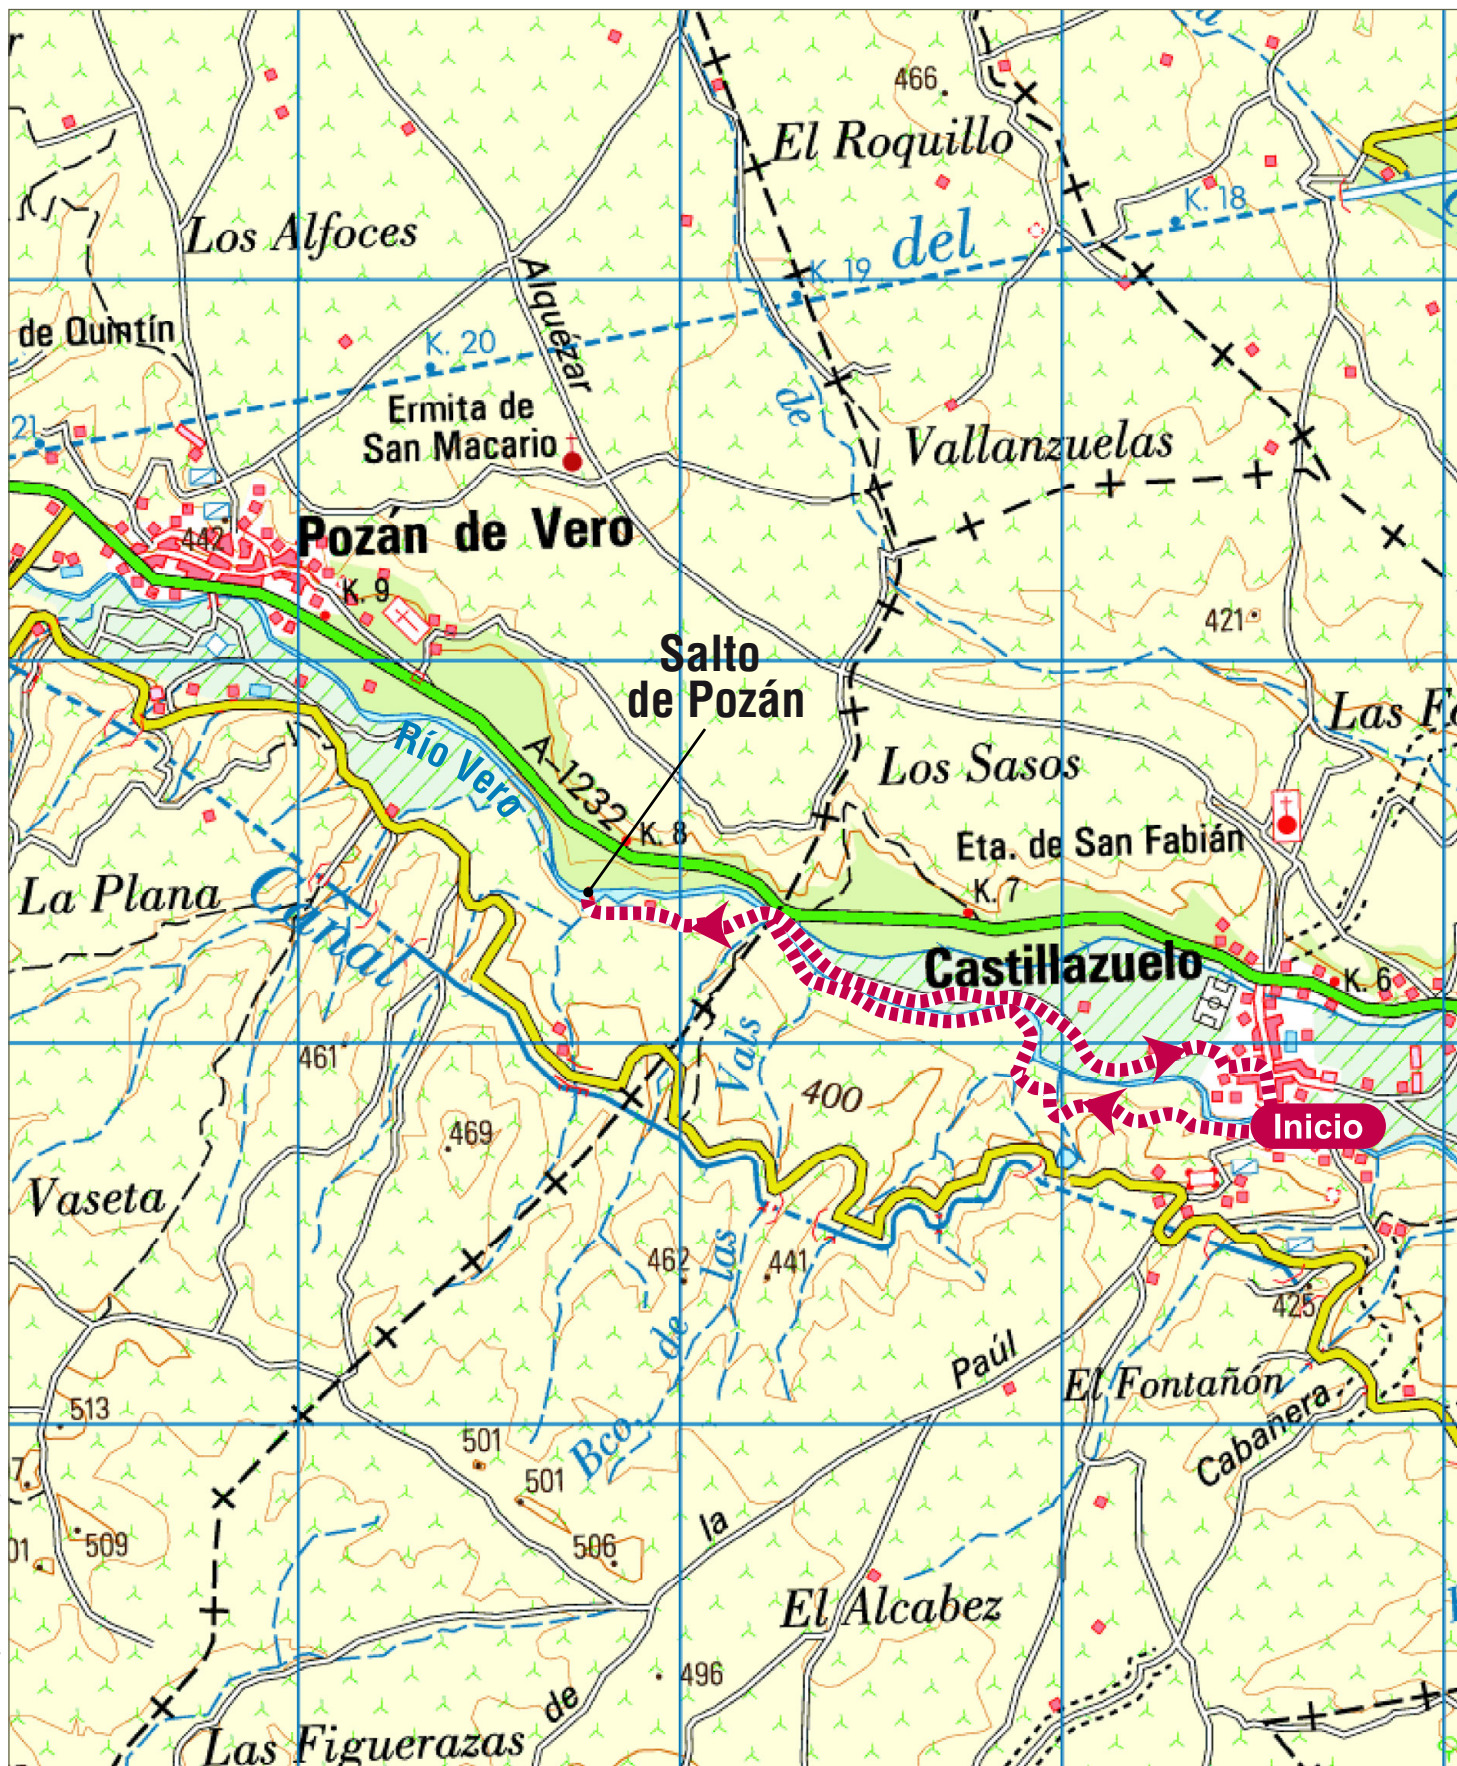 466
El Roquillo
K. 18
Los Alfoces
del
K. 19
Alquézar
de Quintín
K. 20
Ermita de
San Macario
de
21
Vallanzuelas
Pozán de Vero
442
K. 9
421
Salto
de Pozán
Las F
Río Vero
A-1232
Los Sasos
K. 8
Eta. de San Fabián
La Plana
K. 7
Canal
Castillazuelo
K. 6
461
Vals
400
Inicio
469
Vaseta
462
las
441
425
de
Paúl
El Fontañón
513
Cabañera
501
Bco.
501
7
la
509
506
01
El Alcabez
496
de
Las Figuerazas